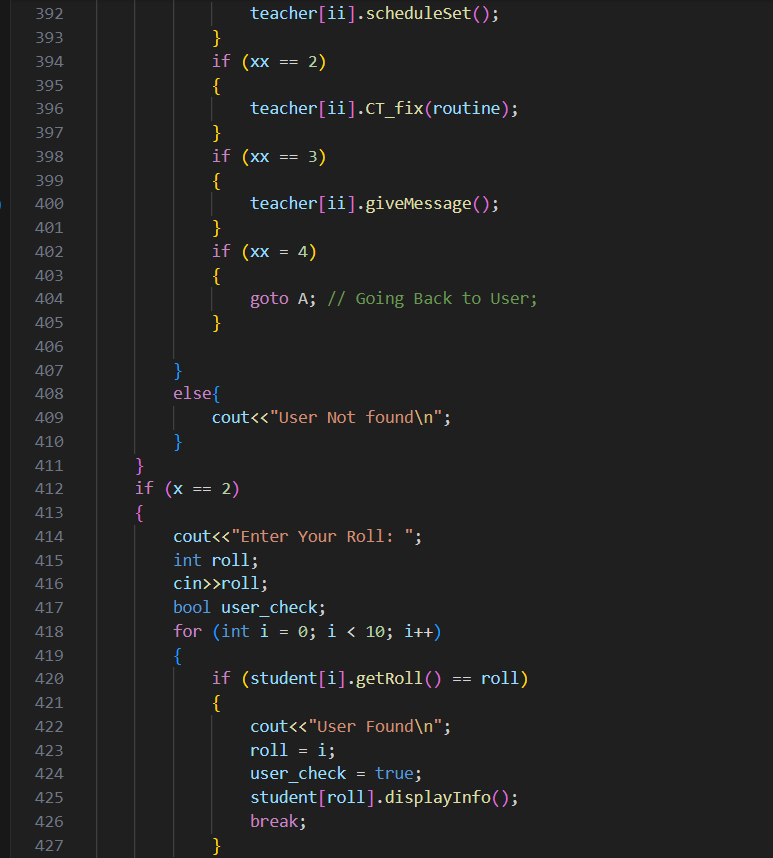 392 teacher[ii].scheduleSet();
393 }
394 if (xx == 2)
395 {
396 teacher[ii].CT_fix(routine);
397 }
398 if (xx == 3)
399 {
400 teacher[ii].giveMessage();
401 }
402 if (xx = 4)
403 {
404 goto A; // Going Back to User;
405 }
406
407 }
408 else{
409 cout<<"User Not found\n";
410 }
411 }
412 if (x == 2)
413 {
414 cout<<"Enter Your Roll: ";
415 int roll;
416 cin>>roll;
417 bool user_check;
418 for (int i = 0; i < 10; i++)
419 {
420 if (student[i].getRoll() == roll)
421 {
422 cout<<"User Found\n";
423 roll = i;
424 user_check = true;
425 student[roll].displayInfo();
426 break;
427 }